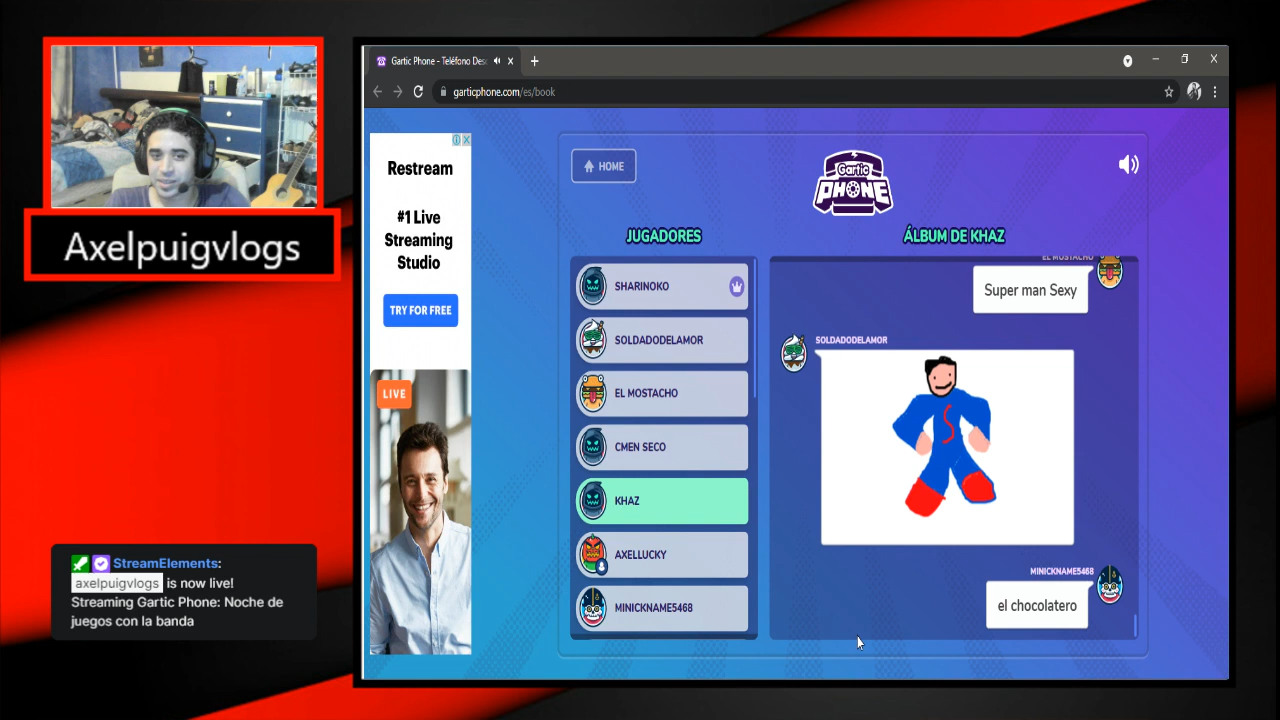 Gartic Phone - Teléfono Des
garticphone.com/es/book
Axelpuigvlogs
StreamElements:
axelpuigvlogs is now live!
Streaming Gartic Phone: Noche de
juegos con la banda
Restream
#1 Live
Streaming
Studio
TRY FOR FREE
LIVE
HOME
Gartic
PHONE
JUGADORES
SHARINOKO
SOLDADODELAMOR
EL MOSTACHO
CMEN SECO
KHAZ
AXELLUCKY
MINICKNAME5468
ÁLBUM DE KHAZ
EL MOSTACHO
Super man Sexy
SOLDADODELAMOR
S
MINICKNAME5468
el chocolatero